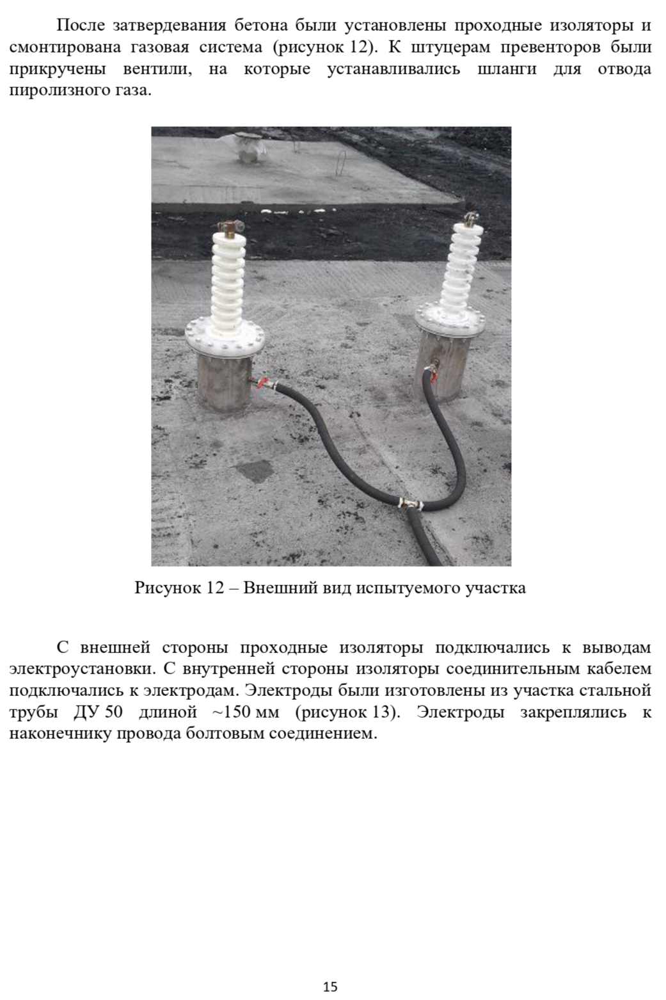 После затвердевания бетона были установлены проходные изоляторы и
смонтирована газовая система (рисунок 12). К штуцерам превенторов были
прикручены вентили, на которые устанавливались шланги для отвода
пиролизного газа.
Рисунок 12 – Внешний вид испытуемого участка
С внешней стороны проходные изоляторы подключались к выводам
электроустановки. С внутренней стороны изоляторы соединительным кабелем
подключались к электродам. Электроды были изготовлены из участка стальной
трубы ДУ 50 длиной ~150 мм (рисунок 13). Электроды закреплялись к
наконечнику провода болтовым соединением.
15